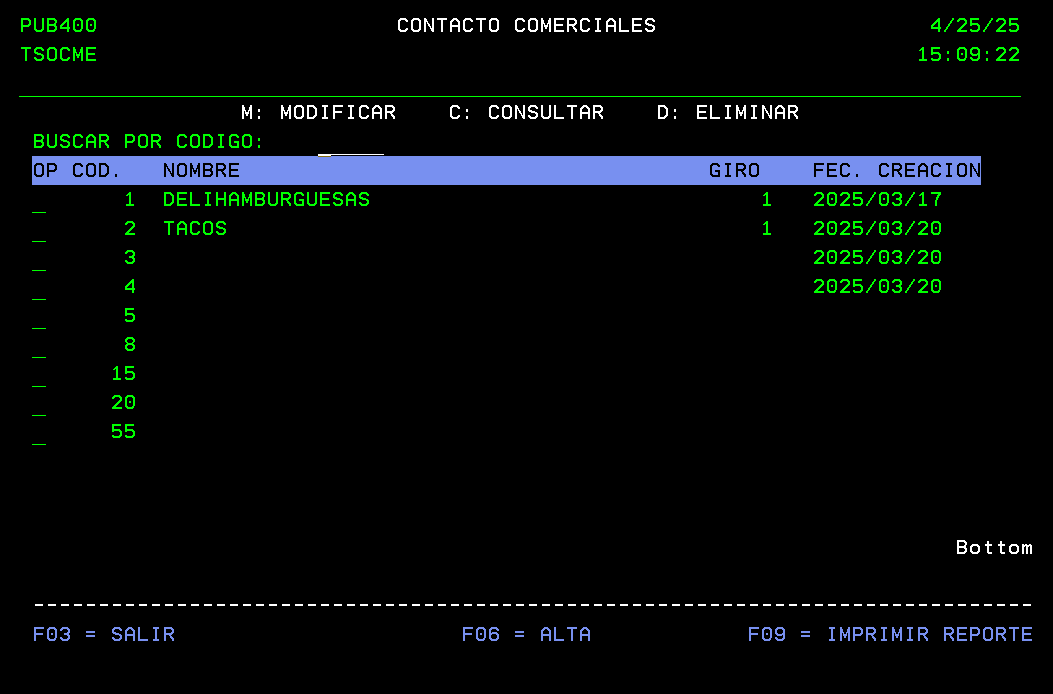 PUB400 CONTACTO COMERCIALES 4/25/25
TSOCME 15:09:22
M: MODIFICAR C: CONSULTAR D: ELIMINAR
BUSCAR POR CODIGO: _____
OP COD. NOMBRE GIRO FEC. CREACION
_ 1 DELIHAMBURGUESAS 1 2025/03/17
_ 2 TACOS 1 2025/03/20
_ 3 2025/03/20
_ 4 2025/03/20
_ 5
_ 8
_ 15
_ 20
_ 55
Bottom
-----------------------------------------------------------------------------
F03 = SALIR F06 = ALTA F09 = IMPRIMIR REPORTE